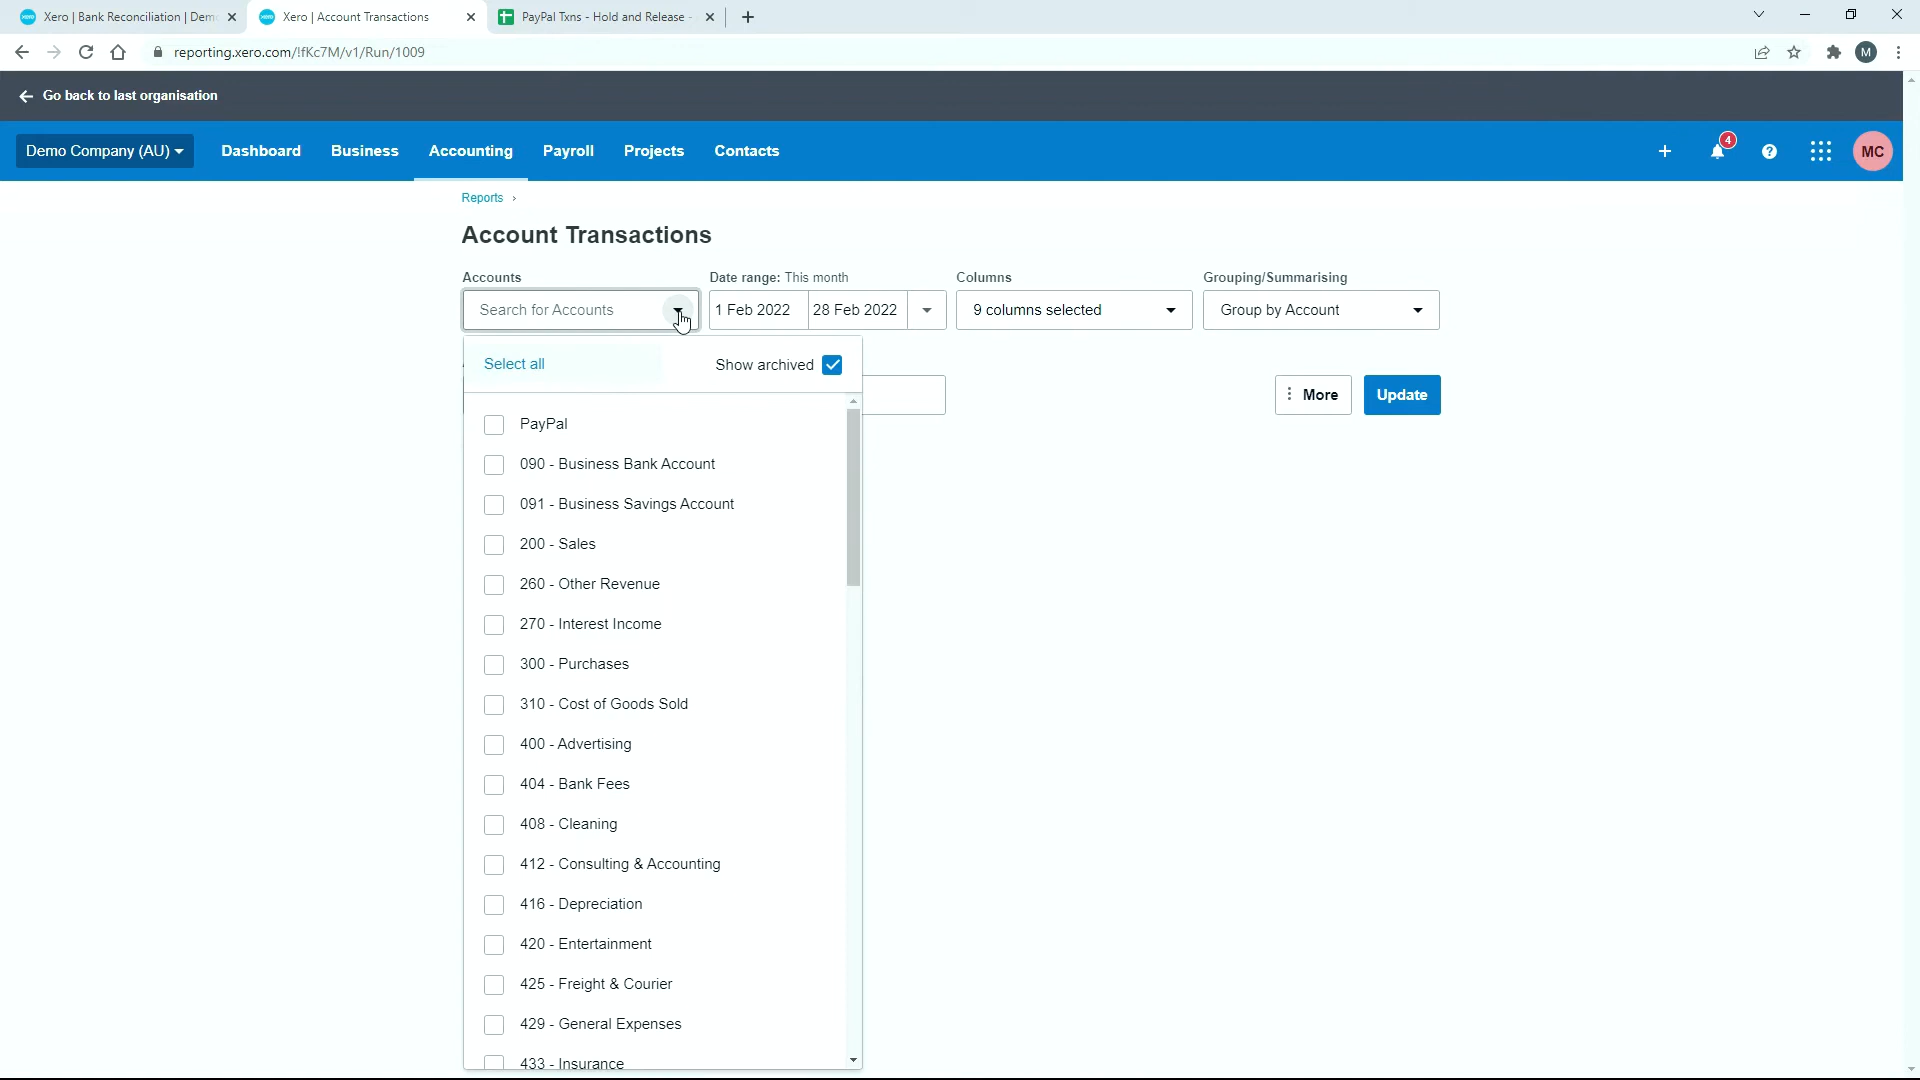 Xero | Bank Reconciliation | Dem
Xero | Account Transactions
PayPal Txns - Hold and Release -
reporting.xero.com/!fKc7M/v1/Run/1009
M
Go back to last organisation
Demo Company (AU)
Dashboard
Business
Accounting
Payroll
Projects
Contacts
4
MC
Reports
Account Transactions
Accounts
Date range: This month
Columns
Grouping/Summarising
Search for Accounts
1 Feb 2022
28 Feb 2022
9 columns selected
Group by Account
Select all
Show archived
More
Update
PayPal
090 - Business Bank Account
091 - Business Savings Account
200 - Sales
260 - Other Revenue
270 - Interest Income
300 - Purchases
310 - Cost of Goods Sold
400 - Advertising
404 - Bank Fees
408 - Cleaning
412 - Consulting & Accounting
416 - Depreciation
420 - Entertainment
425 - Freight & Courier
429 - General Expenses
433 - Insurance